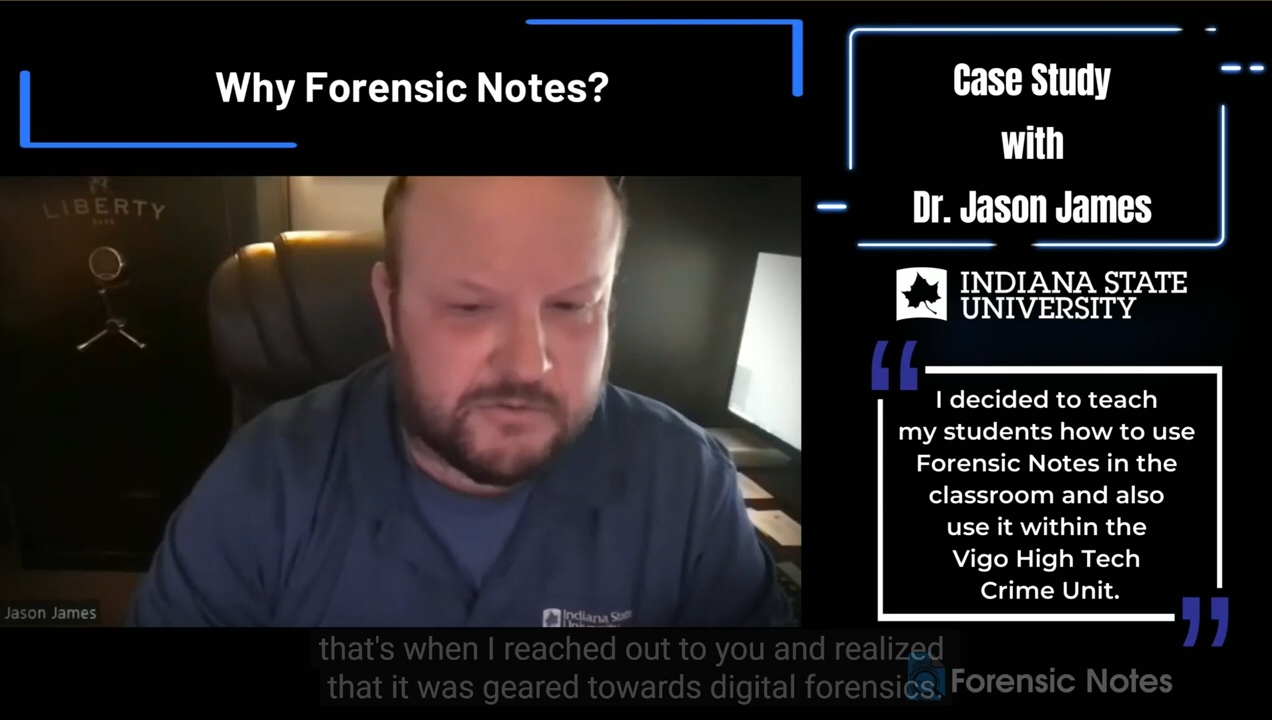 Why Forensic Notes?
Case Study
with
Dr. Jason James
INDIANA STATE
UNIVERSITY
LIBERTY
SAFE
“
I decided to teach
my students how to use
Forensic Notes in the
classroom and also
use it within the
Vigo High Tech
Crime Unit.
”
Jason James
Indiana State
University
that's when I reached out to you and realized
that it was geared towards digital forensics.
Forensic Notes